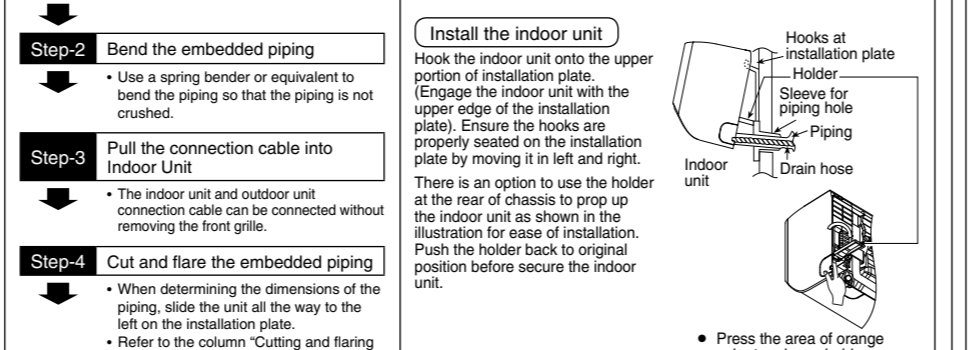 Step-2 Bend the embedded piping
• Use a spring bender or equivalent to
bend the piping so that the piping is not
crushed.
Step-3 Pull the connection cable into
Indoor Unit
• The indoor unit and outdoor unit
connection cable can be connected without
removing the front grille.
Step-4 Cut and flare the embedded piping
• When determining the dimensions of the
piping, slide the unit all the way to the
left on the installation plate.
• Refer to the column “Cutting and flaring
Install the indoor unit
Hook the indoor unit onto the upper
portion of installation plate.
(Engage the indoor unit with the
upper edge of the installation
plate). Ensure the hooks are
properly seated on the installation
plate by moving it in left and right.
There is an option to use the holder
at the rear of chassis to prop up
the indoor unit as shown in the
illustration for ease of installation.
Push the holder back to original
position before secure the indoor
unit.
Hooks at
installation plate
Holder
Sleeve for
piping hole
Piping
Drain hose
Indoor
unit
• Press the area of orange